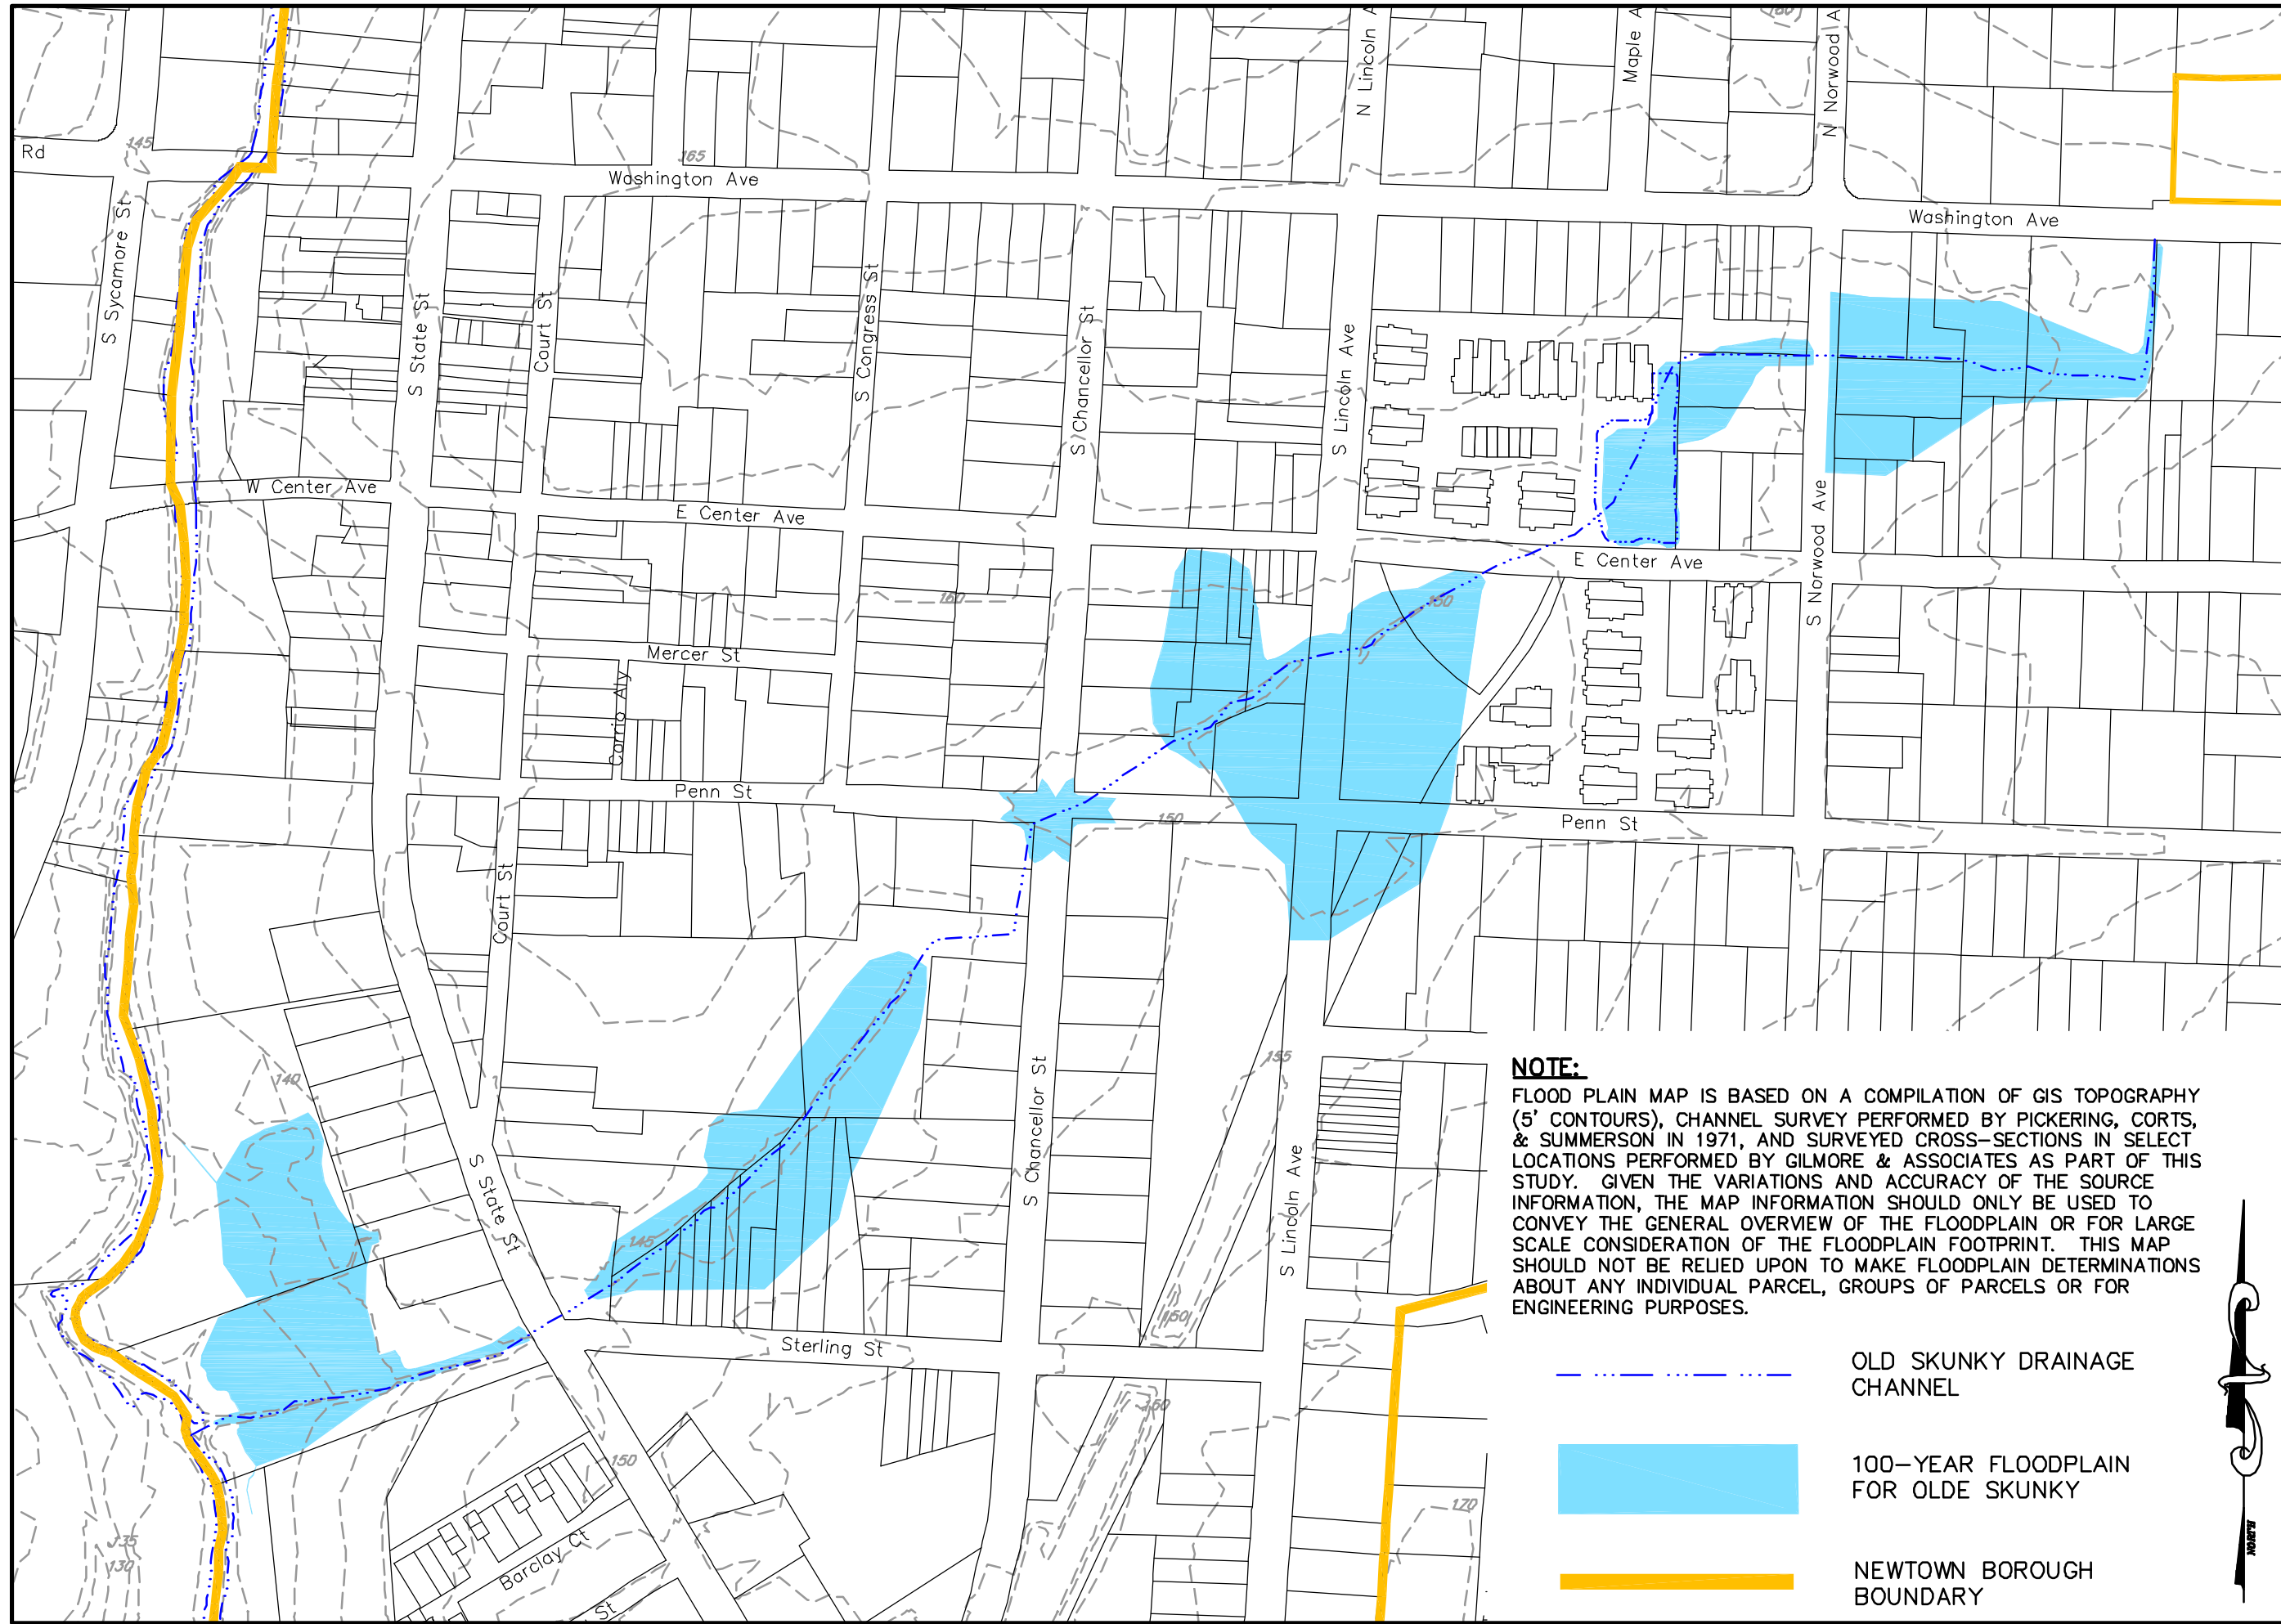 180
N Lincoln A
Maple A
N Norwood A
Rd
145
165
Washington Ave
Washington Ave
S Sycamore St
S State St
Court St
S Congress St
S Chancellor St
S Lincoln Ave
W Center Ave
E Center Ave
E Center Ave
S Norwood Ave
160
150
Mercer St
Carrio Aly
Penn St
150
Penn St
Court St
140
155
S Chancellor St
S State St
S Lincoln Ave
145
150
Sterling St
150
150
170
135
130
Barclay Ct
St
NOTE:
FLOOD PLAIN MAP IS BASED ON A COMPILATION OF GIS TOPOGRAPHY
(5' CONTOURS), CHANNEL SURVEY PERFORMED BY PICKERING, CORTS,
& SUMMERSON IN 1971, AND SURVEYED CROSS-SECTIONS IN SELECT
LOCATIONS PERFORMED BY GILMORE & ASSOCIATES AS PART OF THIS
STUDY. GIVEN THE VARIATIONS AND ACCURACY OF THE SOURCE
INFORMATION, THE MAP INFORMATION SHOULD ONLY BE USED TO
CONVEY THE GENERAL OVERVIEW OF THE FLOODPLAIN OR FOR LARGE
SCALE CONSIDERATION OF THE FLOODPLAIN FOOTPRINT. THIS MAP
SHOULD NOT BE RELIED UPON TO MAKE FLOODPLAIN DETERMINATIONS
ABOUT ANY INDIVIDUAL PARCEL, GROUPS OF PARCELS OR FOR
ENGINEERING PURPOSES.
OLD SKUNKY DRAINAGE
CHANNEL
100-YEAR FLOODPLAIN
FOR OLDE SKUNKY
NEWTOWN BOROUGH
BOUNDARY